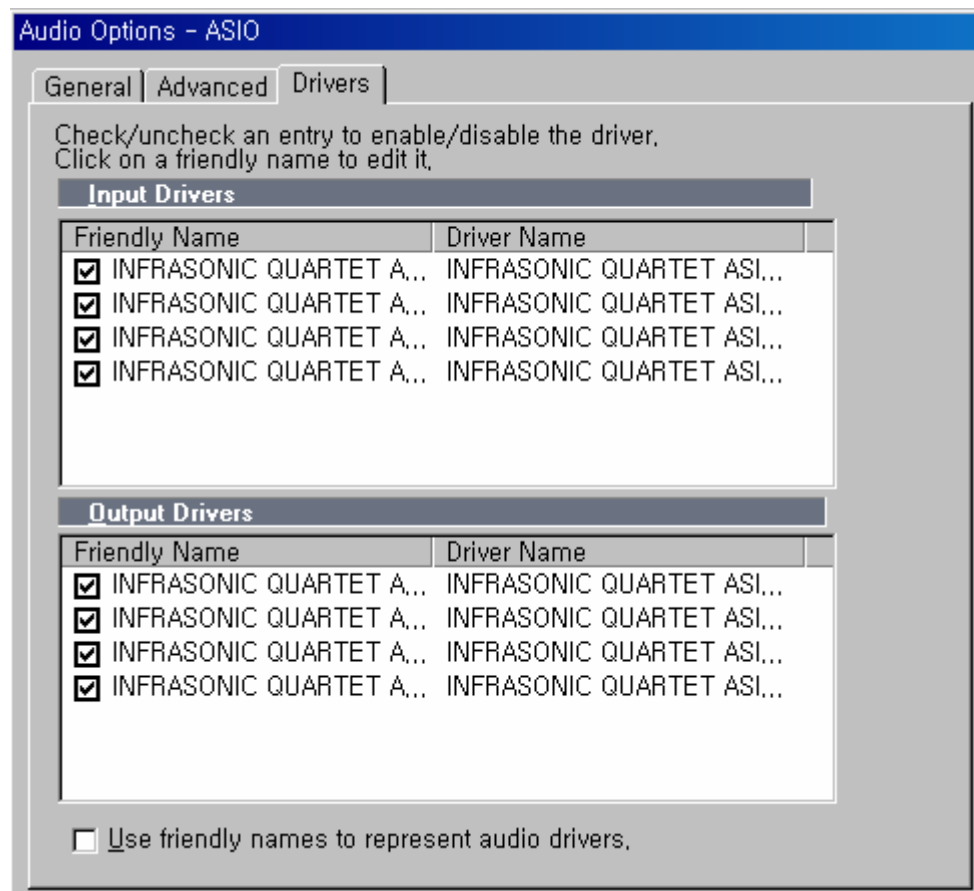 Audio Options - ASIO
General Advanced Drivers
Check/uncheck an entry to enable/disable the driver,
Click on a friendly name to edit it,
Input Drivers
Friendly Name Driver Name
INFRASONIC QUARTET A... INFRASONIC QUARTET ASI...
INFRASONIC QUARTET A... INFRASONIC QUARTET ASI...
INFRASONIC QUARTET A... INFRASONIC QUARTET ASI...
INFRASONIC QUARTET A... INFRASONIC QUARTET ASI...
Output Drivers
Friendly Name Driver Name
INFRASONIC QUARTET A... INFRASONIC QUARTET ASI...
INFRASONIC QUARTET A... INFRASONIC QUARTET ASI...
INFRASONIC QUARTET A... INFRASONIC QUARTET ASI...
INFRASONIC QUARTET A... INFRASONIC QUARTET ASI...
Use friendly names to represent audio drivers,